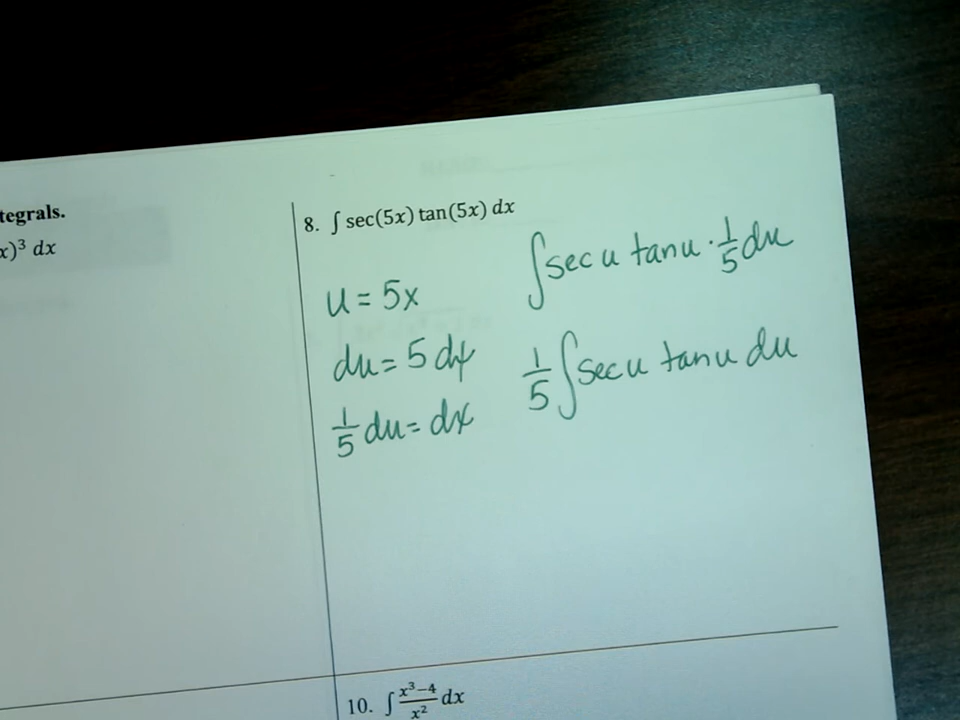 tegrals.
x)³ dx
8. ∫ sec(5x) tan(5x) dx
u = 5x
du = 5 dx
1/5 du = dx
∫ sec u tan u · 1/5 du
1/5 ∫ sec u tan u du
10. ∫ (x³−4)/x² dx